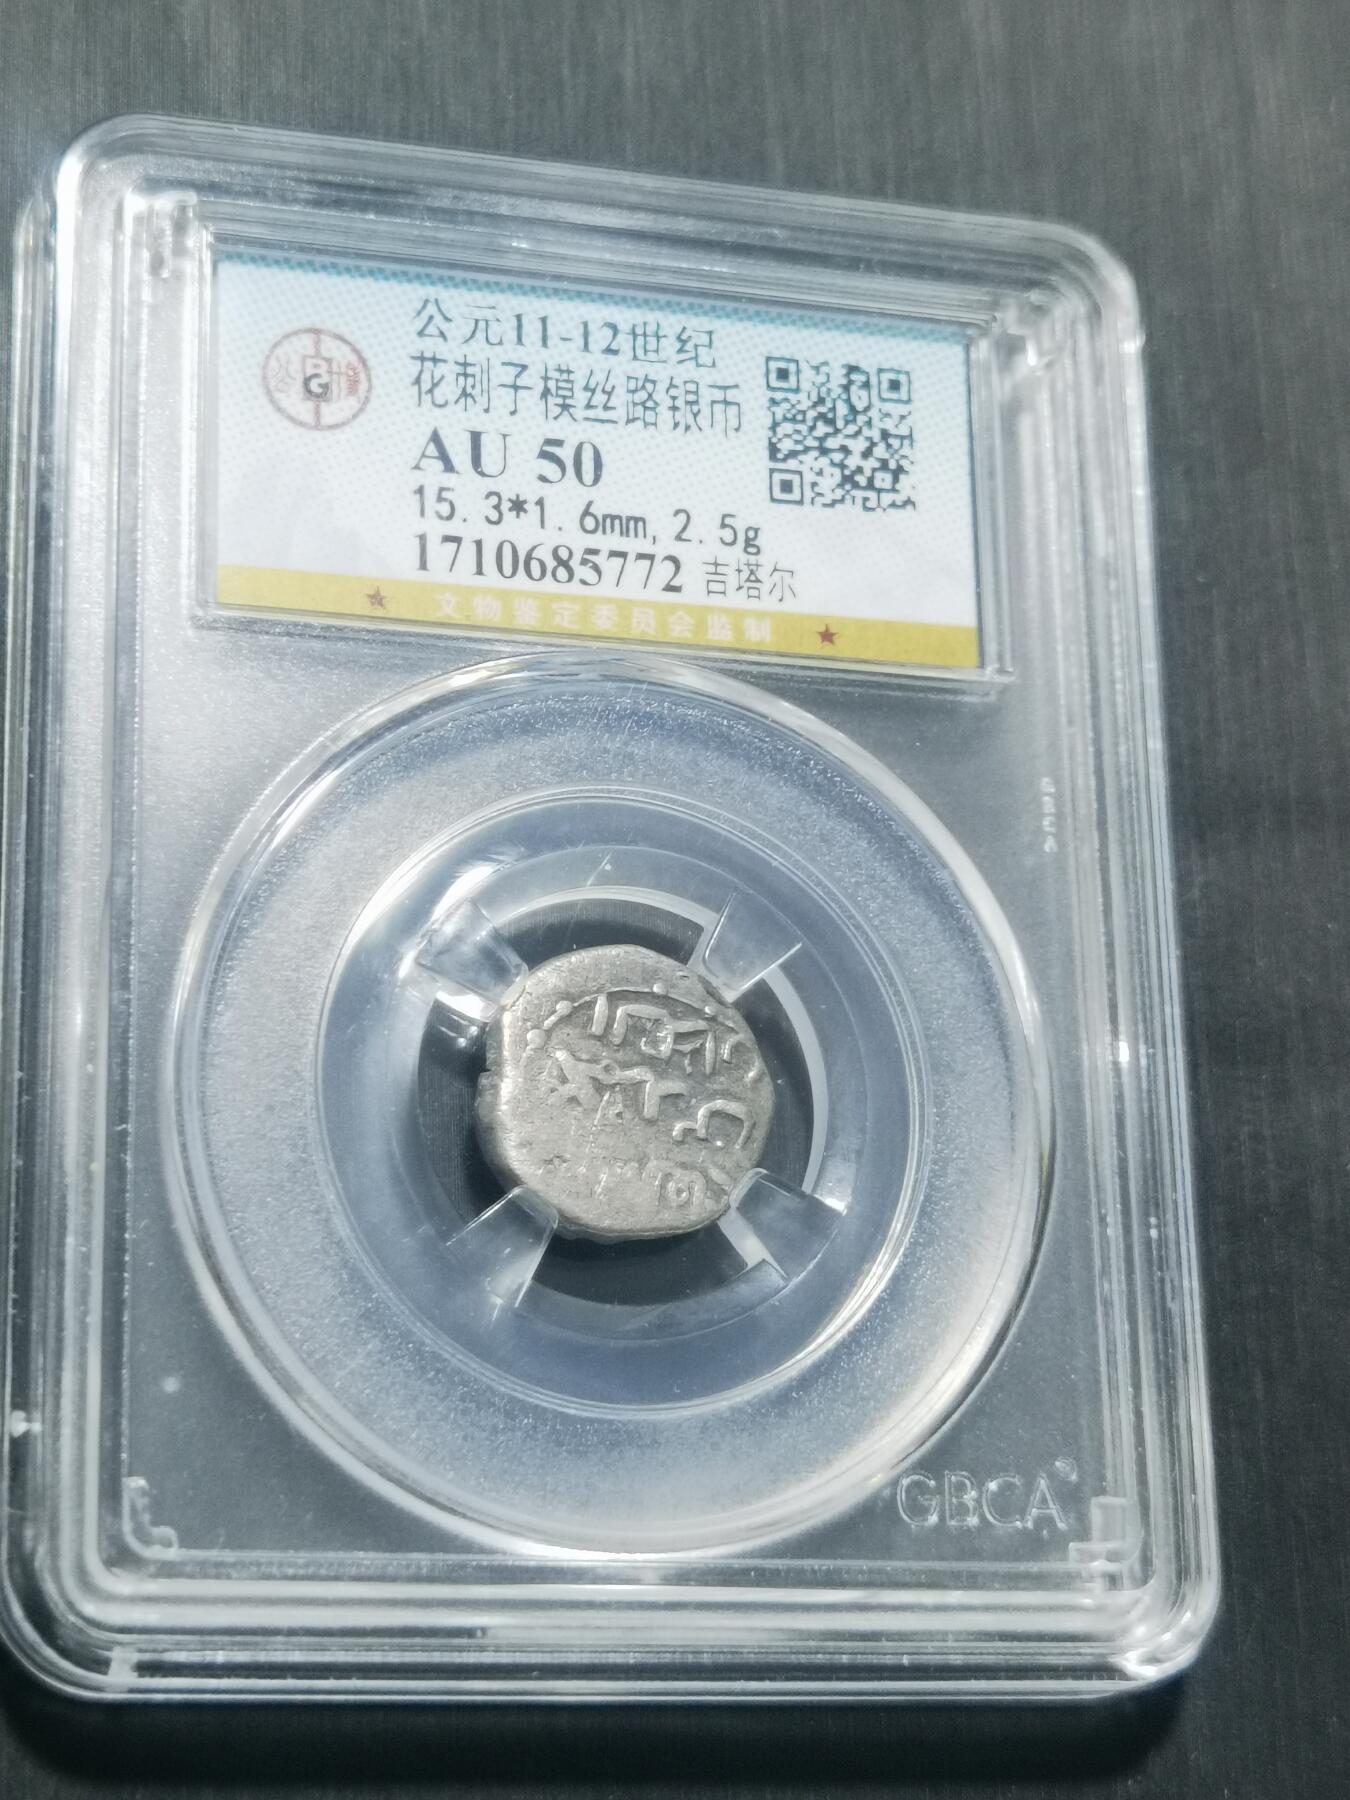 公元11-12世纪
花刺子模丝路银币
AU 50
15.3*1.6mm,2.5g
1710685772 吉塔尔
文物鉴定委员会监制
GBCA